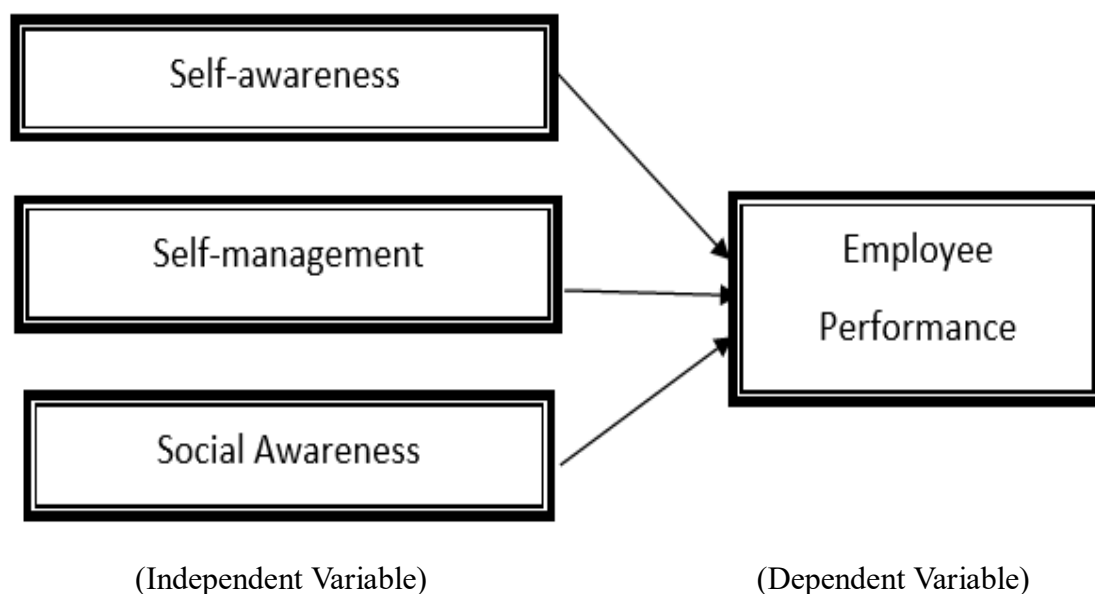 Self-awareness
Self-management
Social Awareness
Employee
Performance
(Independent Variable)
(Dependent Variable)